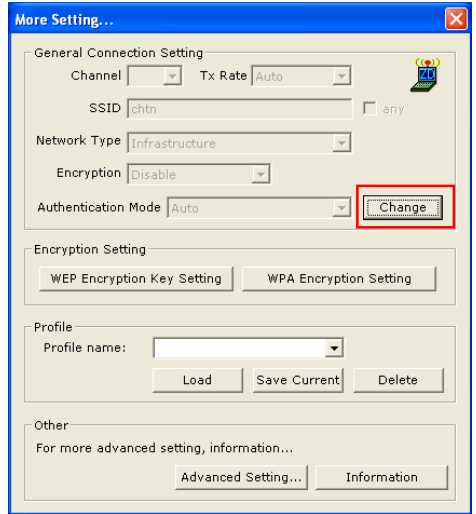 More Setting...
General Connection Setting
Channel Tx Rate Auto
ZD
SSID chtn any
Network Type Infrastructure
Encryption Disable
Authentication Mode Auto Change
Encryption Setting
WEP Encryption Key Setting WPA Encryption Setting
Profile
Profile name:
Load Save Current Delete
Other
For more advanced setting, information...
Advanced Setting... Information